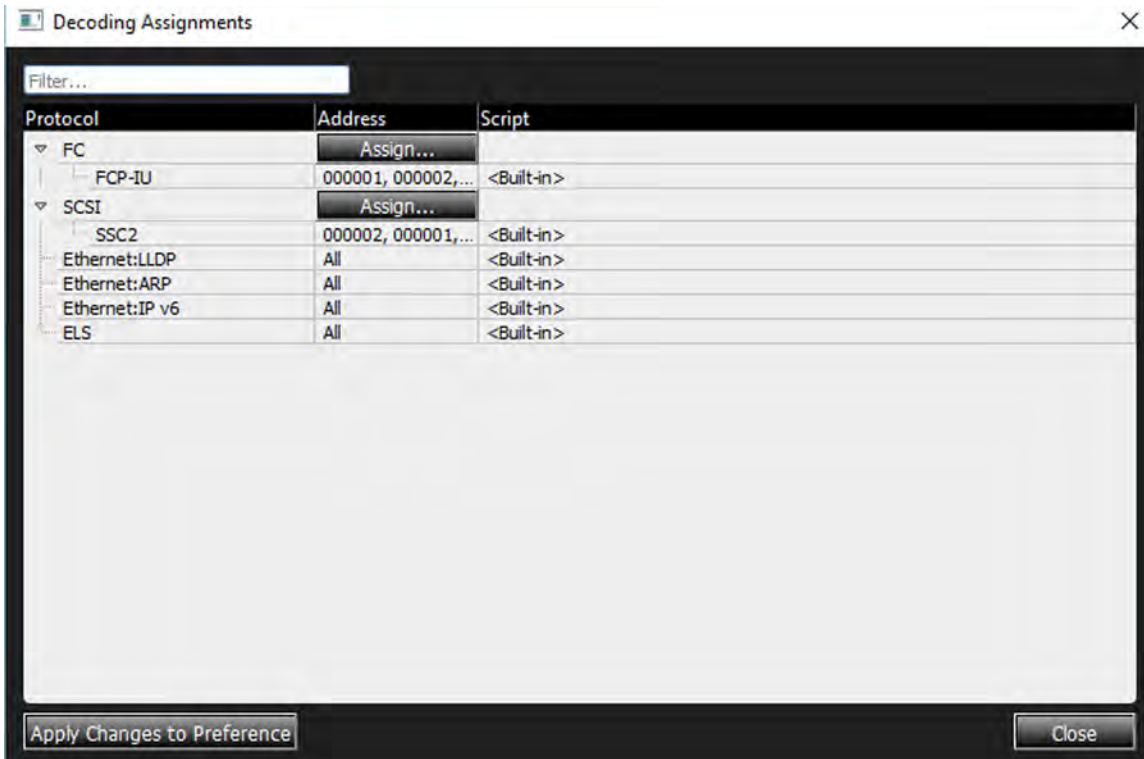 Decoding Assignments
Filter...
Protocol Address Script
FC Assign...
FCP-IU 000001, 000002,... <Built-in>
SCSI Assign...
SSC2 000002, 000001,... <Built-in>
Ethernet:LLDP All <Built-in>
Ethernet:ARP All <Built-in>
Ethernet:IP v6 All <Built-in>
ELS All <Built-in>
Apply Changes to Preference Close